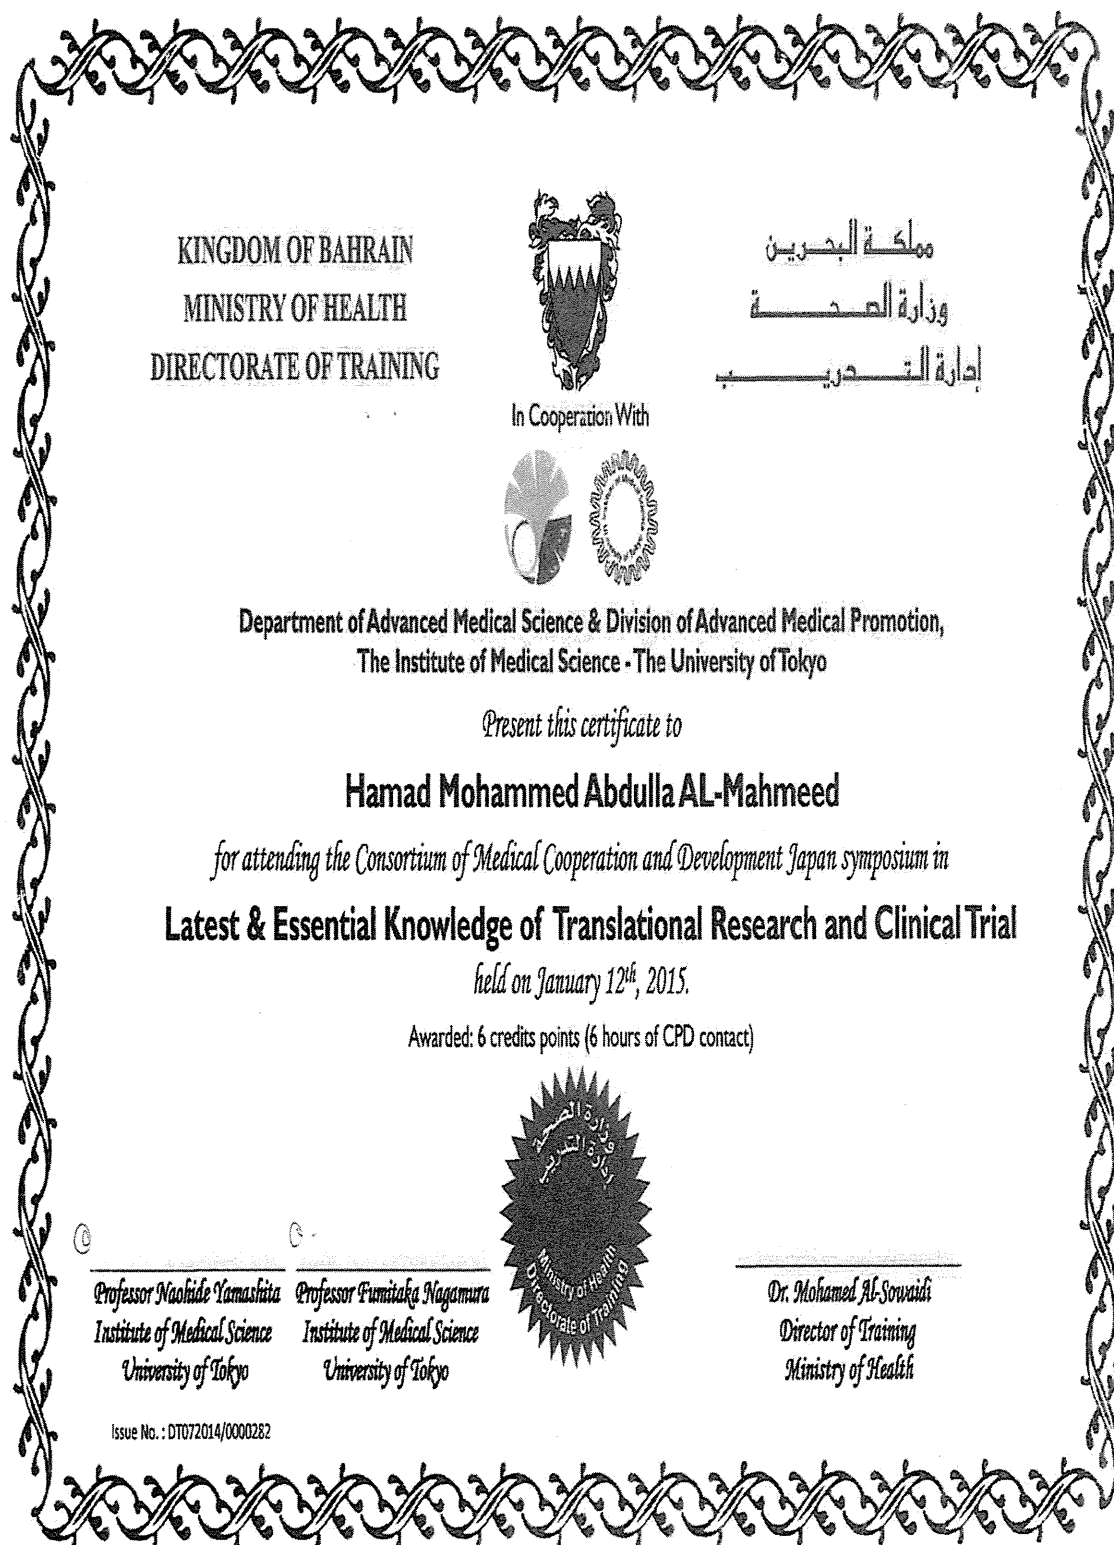 KINGDOM OF BAHRAIN
MINISTRY OF HEALTH
DIRECTORATE OF TRAINING
مملكة البحرين
وزارة الصحة
إدارة التدريب
In Cooperation With
Department of Advanced Medical Science & Division of Advanced Medical Promotion,
The Institute of Medical Science - The University of Tokyo
Present this certificate to
Hamad Mohammed Abdulla AL-Mahmeed
for attending the Consortium of Medical Cooperation and Development Japan symposium in
Latest & Essential Knowledge of Translational Research and Clinical Trial
held on January 12th, 2015.
Awarded: 6 credits points (6 hours of CPD contact)
وزارة الصحة
إدارة التدريب
Ministry of Health
Directorate of Training
Professor Naohide Yamashita
Institute of Medical Science
University of Tokyo
Professor Fumitaka Nagamura
Institute of Medical Science
University of Tokyo
Dr. Mohamed Al-Sowaidi
Director of Training
Ministry of Health
Issue No. : DT072014/0000282